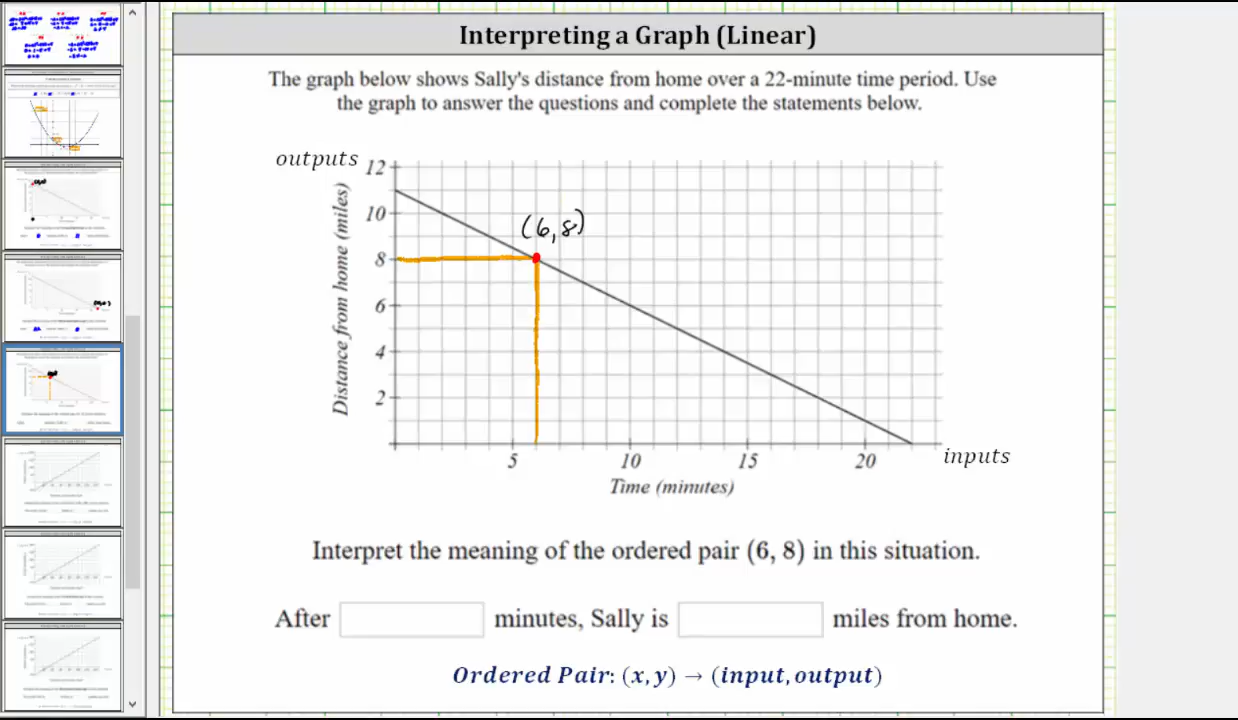 Interpreting a Graph (Linear)
The graph below shows Sally's distance from home over a 22-minute time period. Use
the graph to answer the questions and complete the statements below.
outputs
12
10
8
6
4
2
Distance from home (miles)
(6,8)
5 10 15 20
inputs
Time (minutes)
Interpret the meaning of the ordered pair (6, 8) in this situation.
After minutes, Sally is miles from home.
Ordered Pair: (x, y) → (input, output)